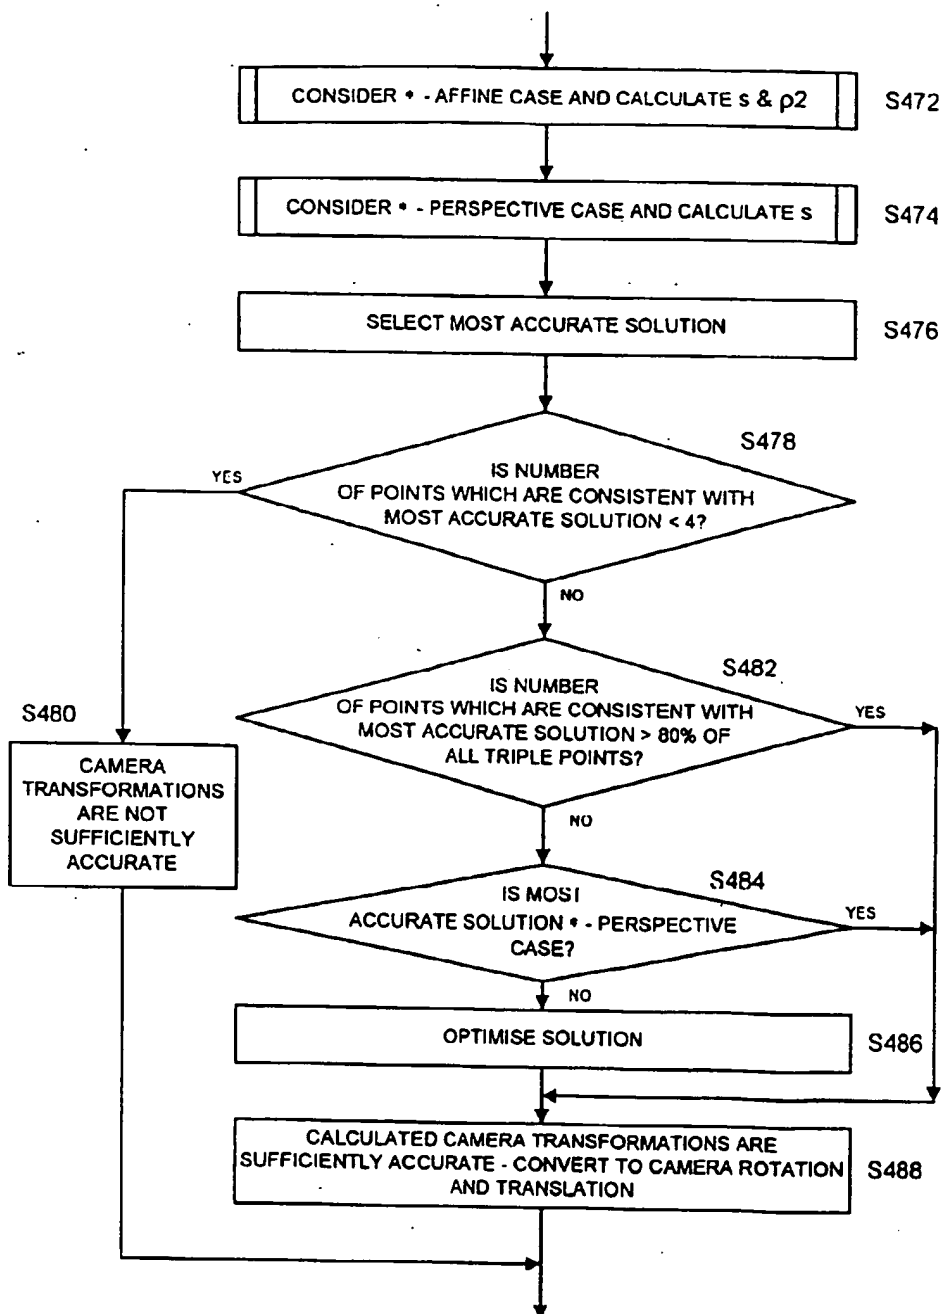 CONSIDER * - AFFINE CASE AND CALCULATE s & ρ2
S472
CONSIDER * - PERSPECTIVE CASE AND CALCULATE s
S474
SELECT MOST ACCURATE SOLUTION
S476
S478
YES
IS NUMBER
OF POINTS WHICH ARE CONSISTENT WITH
MOST ACCURATE SOLUTION < 4?
NO
S482
IS NUMBER
OF POINTS WHICH ARE CONSISTENT WITH
MOST ACCURATE SOLUTION > 80% OF
ALL TRIPLE POINTS?
YES
S480
CAMERA
TRANSFORMATIONS
ARE NOT
SUFFICIENTLY
ACCURATE
NO
S484
IS MOST
ACCURATE SOLUTION * - PERSPECTIVE
CASE?
YES
NO
OPTIMISE SOLUTION
S486
CALCULATED CAMERA TRANSFORMATIONS ARE
SUFFICIENTLY ACCURATE - CONVERT TO CAMERA ROTATION
AND TRANSLATION
S488